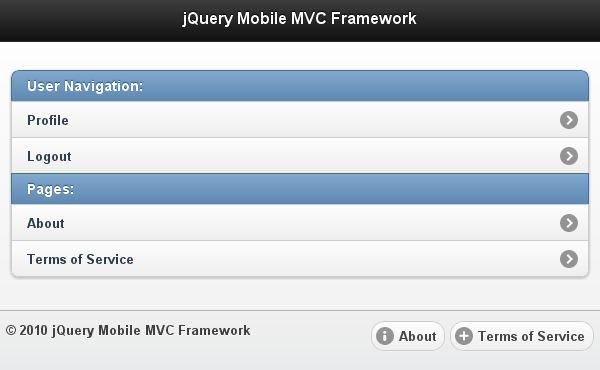 jQuery Mobile MVC Framework
User Navigation:
Profile
Logout
Pages:
About
Terms of Service
© 2010 jQuery Mobile MVC Framework
About
Terms of Service